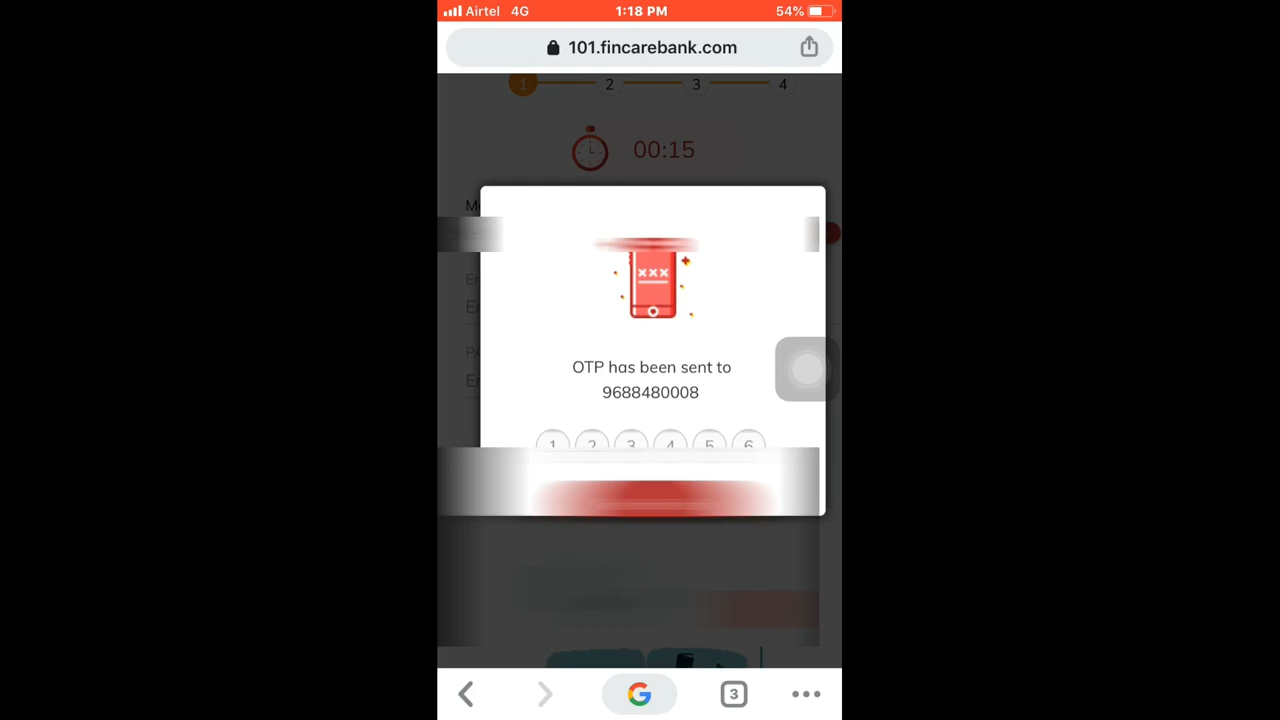 Airtel 4G 1:18 PM 54%
101.fincarebank.com
1 2 3 4
00:15
xxx
OTP has been sent to
9688480008
1 2 3 4 5 6
G
3